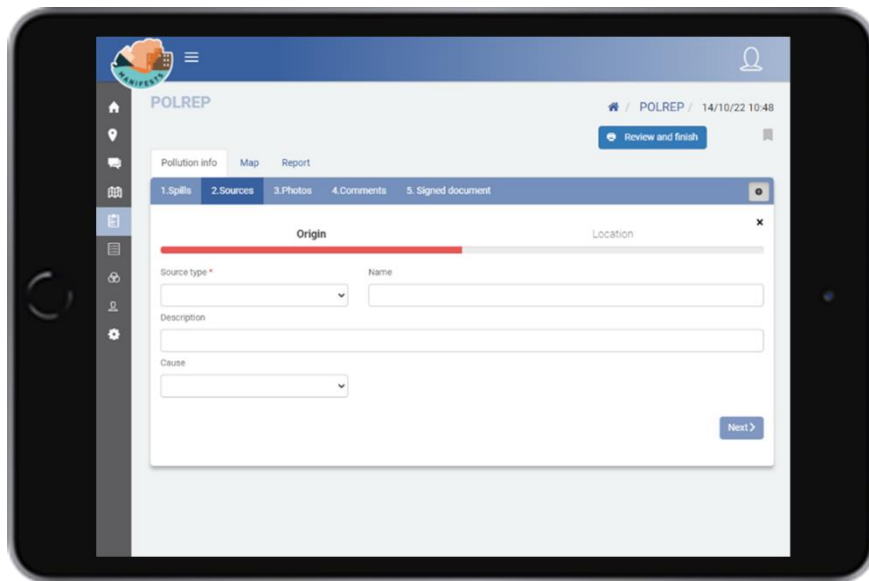 MANIFESTS
POLREP
/ POLREP / 14/10/22 10:48
Review and finish
Pollution info Map Report
1.Spills 2.Sources 3.Photos 4.Comments 5. Signed document
Origin Location
Source type * Name
Description
Cause
Next